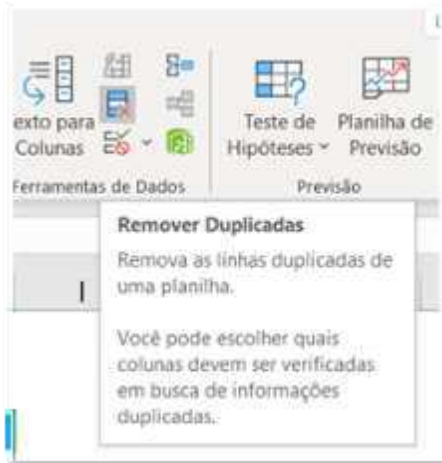 exto para
Colunas
Teste de
Hipóteses
Planilha de
Previsão
Ferramentas de Dados
Previsão
Remover Duplicadas
Remova as linhas duplicadas de
uma planilha.
Você pode escolher quais
colunas devem ser verificadas
em busca de informações
duplicadas.